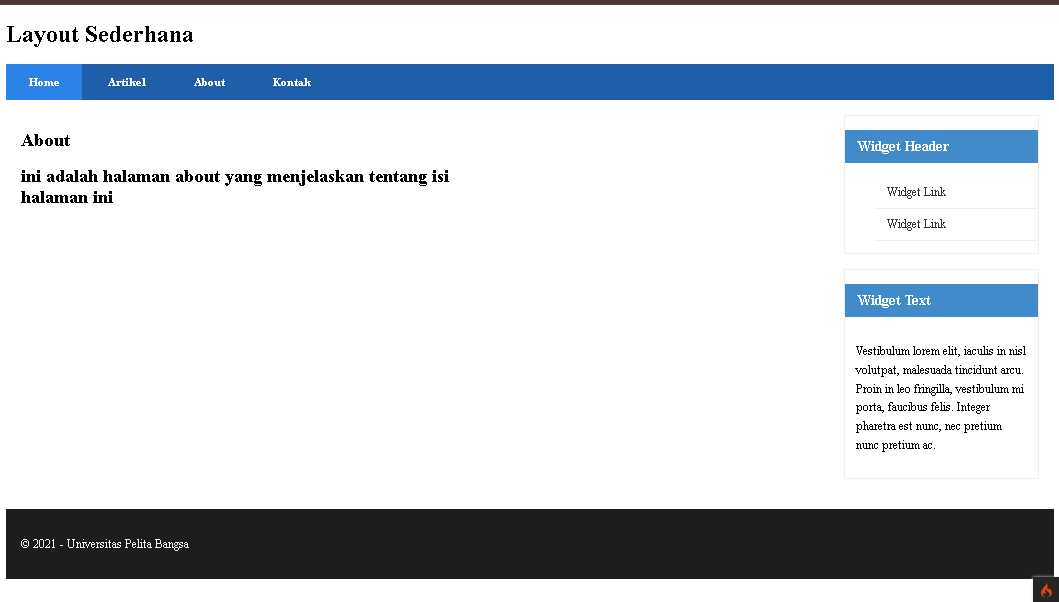 Layout Sederhana
Home Artikel About Kontak
About
ini adalah halaman about yang menjelaskan tentang isi
halaman ini
Widget Header
Widget Link
Widget Link
Widget Text
Vestibulum lorem elit, iaculis in nisl
volutpat, malesuada tincidunt arcu.
Proin in leo fringilla, vestibulum mi
porta, faucibus felis. Integer
pharetra est nunc, nec pretium
nunc pretium ac.
© 2021 - Universitas Pelita Bangsa